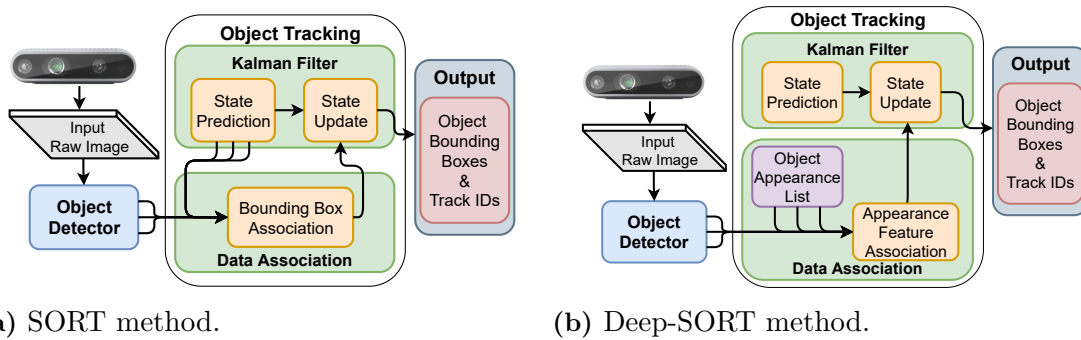 Object Tracking
Kalman Filter
State
Prediction
State
Update
Input
Raw Image
Object
Detector
Bounding Box
Association
Data Association
Output
Object
Bounding
Boxes
&
Track IDs
) SORT method.
Object Tracking
Kalman Filter
State
Prediction
State
Update
Input
Raw Image
Object
Appearance
List
Object
Detector
Appearance
Feature
Association
Data Association
Output
Object
Bounding
Boxes
&
Track IDs
(b) Deep-SORT method.